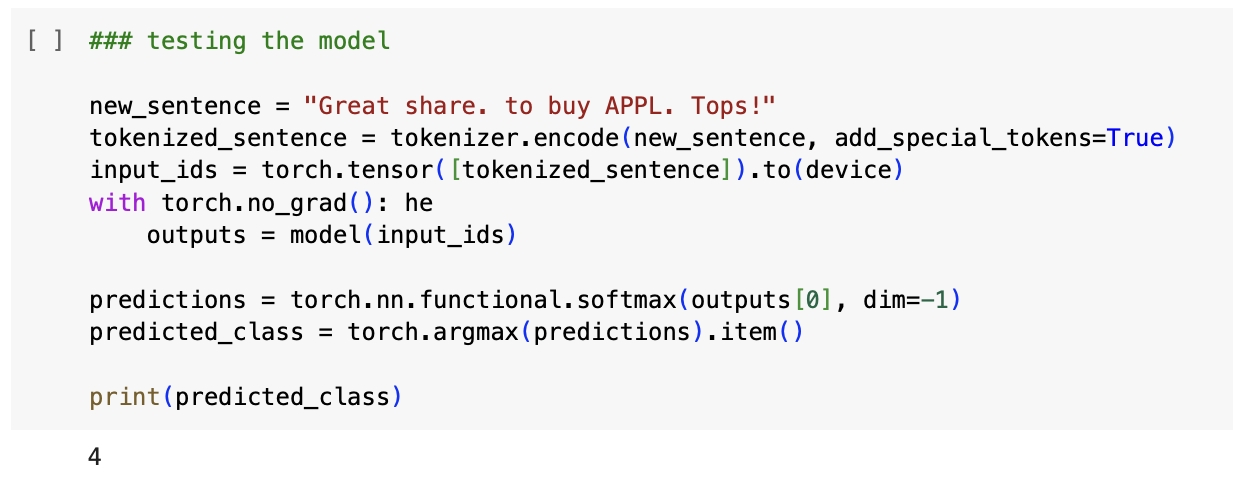 [ ] ### testing the model
new_sentence = "Great share. to buy APPL. Tops!"
tokenized_sentence = tokenizer.encode(new_sentence, add_special_tokens=True)
input_ids = torch.tensor([tokenized_sentence]).to(device)
with torch.no_grad(): he
    outputs = model(input_ids)
predictions = torch.nn.functional.softmax(outputs[0], dim=-1)
predicted_class = torch.argmax(predictions).item()
print(predicted_class)
4